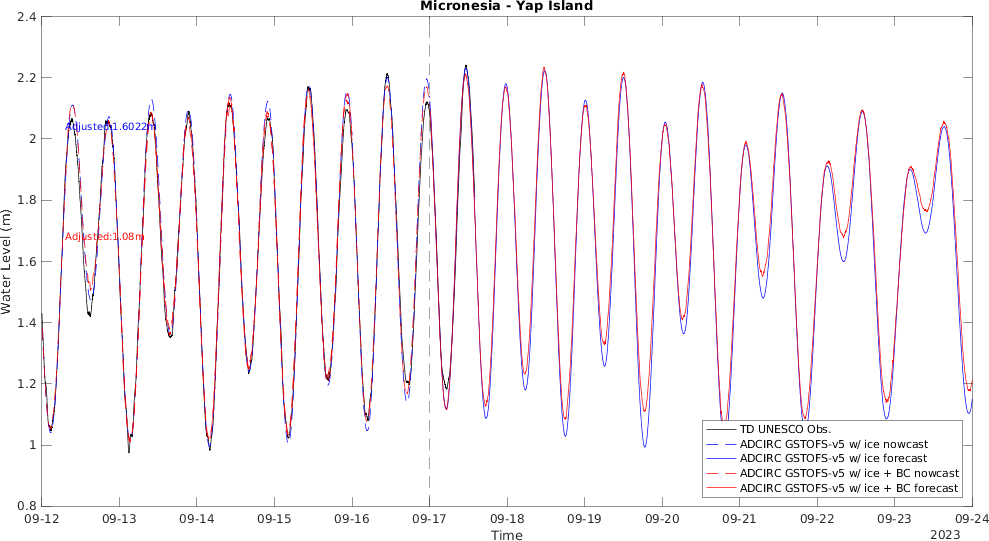 Micronesia - Yap Island
2.4
2.2
2
1.8
1.6
1.4
1.2
1
0.8
Water Level (m)
Adjusted:1.6022m
Adjusted:1.08m
TD UNESCO Obs.
ADCIRC GSTOFS-v5 w/ ice nowcast
ADCIRC GSTOFS-v5 w/ ice forecast
ADCIRC GSTOFS-v5 w/ ice + BC nowcast
ADCIRC GSTOFS-v5 w/ ice + BC forecast
09-12 09-13 09-14 09-15 09-16 09-17 09-18 09-19 09-20 09-21 09-22 09-23 09-24
Time
2023